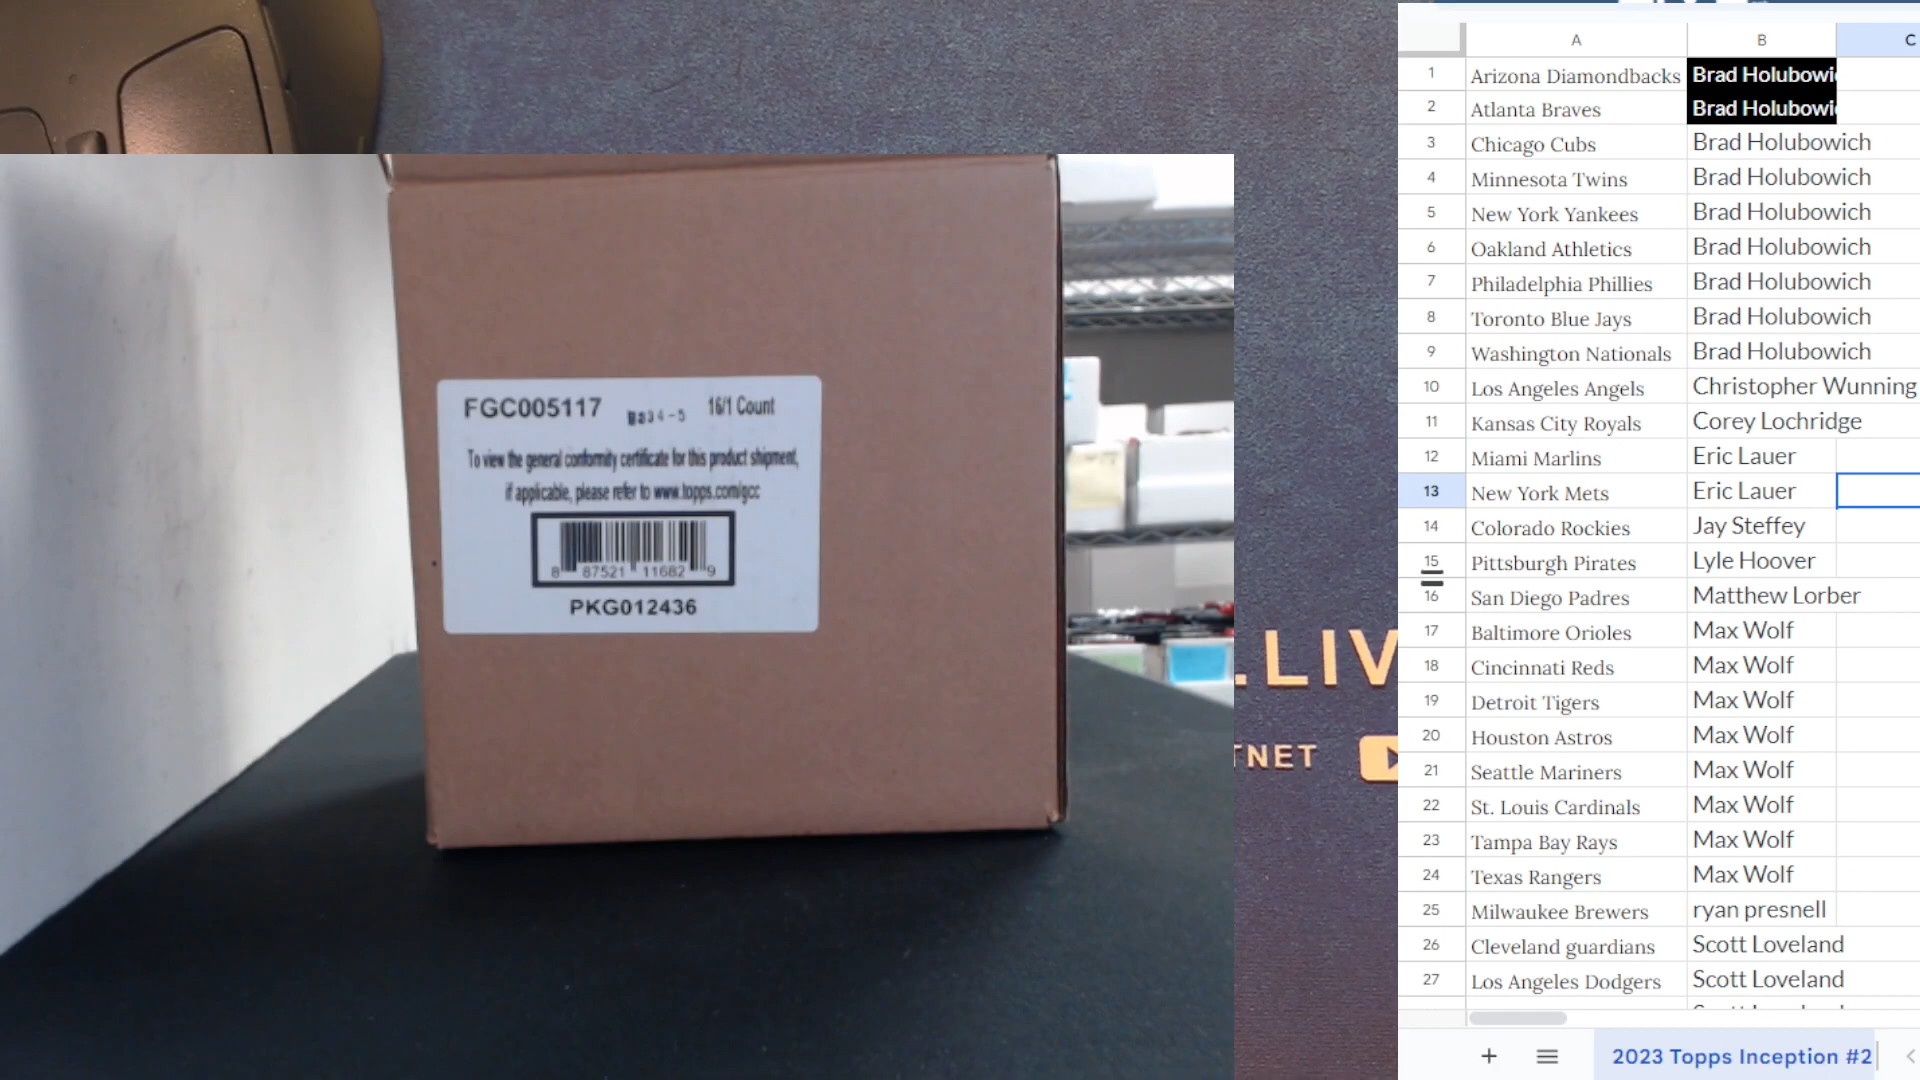 FGC005117 16/1 Count
To view the general conformity certificate for this product shipment,
if applicable, please refer to www.topps.com/gcc
8 87521 11682 9
PKG012436
.LIV
TNET
A B C
1 Arizona Diamondbacks Brad Holubowi
2 Atlanta Braves Brad Holubowi
3 Chicago Cubs Brad Holubowich
4 Minnesota Twins Brad Holubowich
5 New York Yankees Brad Holubowich
6 Oakland Athletics Brad Holubowich
7 Philadelphia Phillies Brad Holubowich
8 Toronto Blue Jays Brad Holubowich
9 Washington Nationals Brad Holubowich
10 Los Angeles Angels Christopher Wunning
11 Kansas City Royals Corey Lochridge
12 Miami Marlins Eric Lauer
13 New York Mets Eric Lauer
14 Colorado Rockies Jay Steffey
15 Pittsburgh Pirates Lyle Hoover
16 San Diego Padres Matthew Lorber
17 Baltimore Orioles Max Wolf
18 Cincinnati Reds Max Wolf
19 Detroit Tigers Max Wolf
20 Houston Astros Max Wolf
21 Seattle Mariners Max Wolf
22 St. Louis Cardinals Max Wolf
23 Tampa Bay Rays Max Wolf
24 Texas Rangers Max Wolf
25 Milwaukee Brewers ryan presnell
26 Cleveland guardians Scott Loveland
27 Los Angeles Dodgers Scott Loveland
2023 Topps Inception #2